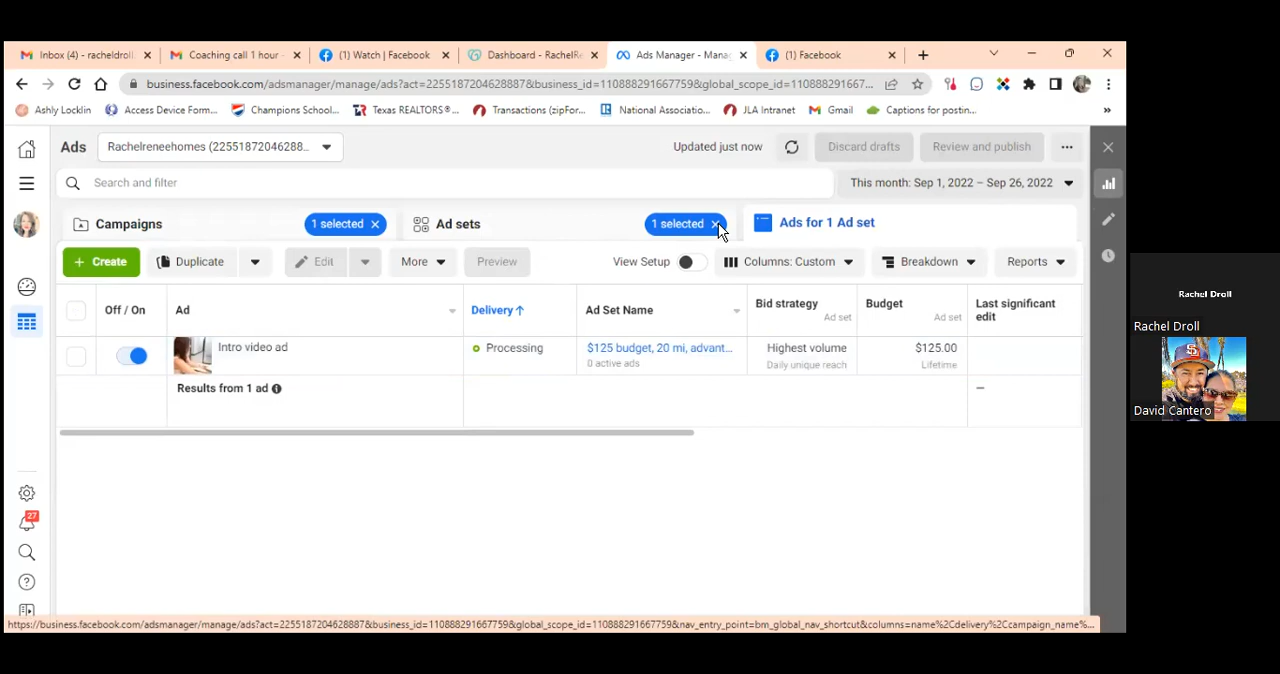 Inbox (4) - racheldroll.
Coaching call 1 hour -
(1) Watch | Facebook
Dashboard - RachelRe
Ads Manager - Mana
(1) Facebook
business.facebook.com/adsmanager/manage/ads?act=2255187204628887&business_id=110888291667759&global_scope_id=110888291667759...
Ashly Locklin
Access Device Form...
Champions School...
Texas REALTORS®...
Transactions (zipFor...
National Associatio...
JLA Intranet
Gmail
Captions for postin...
»
Ads
Rachelreneehomes (22551872046288...
Updated just now
Discard drafts
Review and publish
Search and filter
This month: Sep 1, 2022 – Sep 26, 2022
Campaigns
1 selected
Ad sets
1 selected
Ads for 1 Ad set
+ Create
Duplicate
Edit
More
Preview
View Setup
Columns: Custom
Breakdown
Reports
Off / On
Ad
Delivery ↑
Ad Set Name
Bid strategy
Ad set
Budget
Ad set
Last significant
edit
Intro video ad
Processing
$125 budget, 20 mi, advant...
0 active ads
Highest volume
Daily unique reach
$125.00
Lifetime
Results from 1 ad
—
27
https://business.facebook.com/adsmanager/manage/ads?act=2255187204628887&business_id=110888291667759&global_scope_id=110888291667759&nav_entry_point=bm_global_nav_shortcut&columns=name%2Cdelivery%2Ccampaign_name%...
Rachel Droll
Rachel Droll
David Cantero